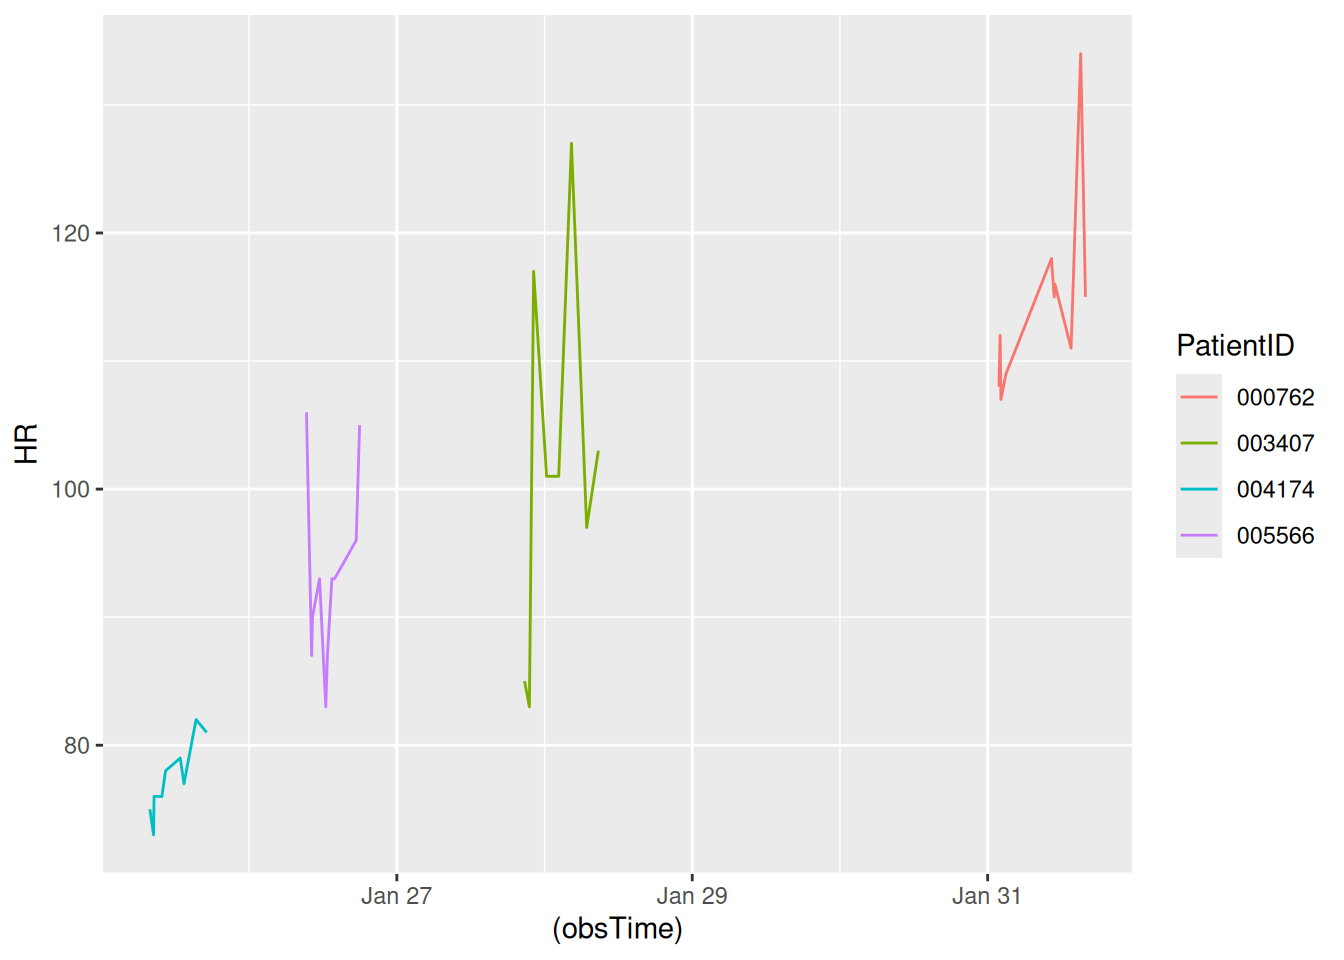 HR
120
100
80
Jan 27
Jan 29
Jan 31
(obsTime)
PatientID
000762
003407
004174
005566